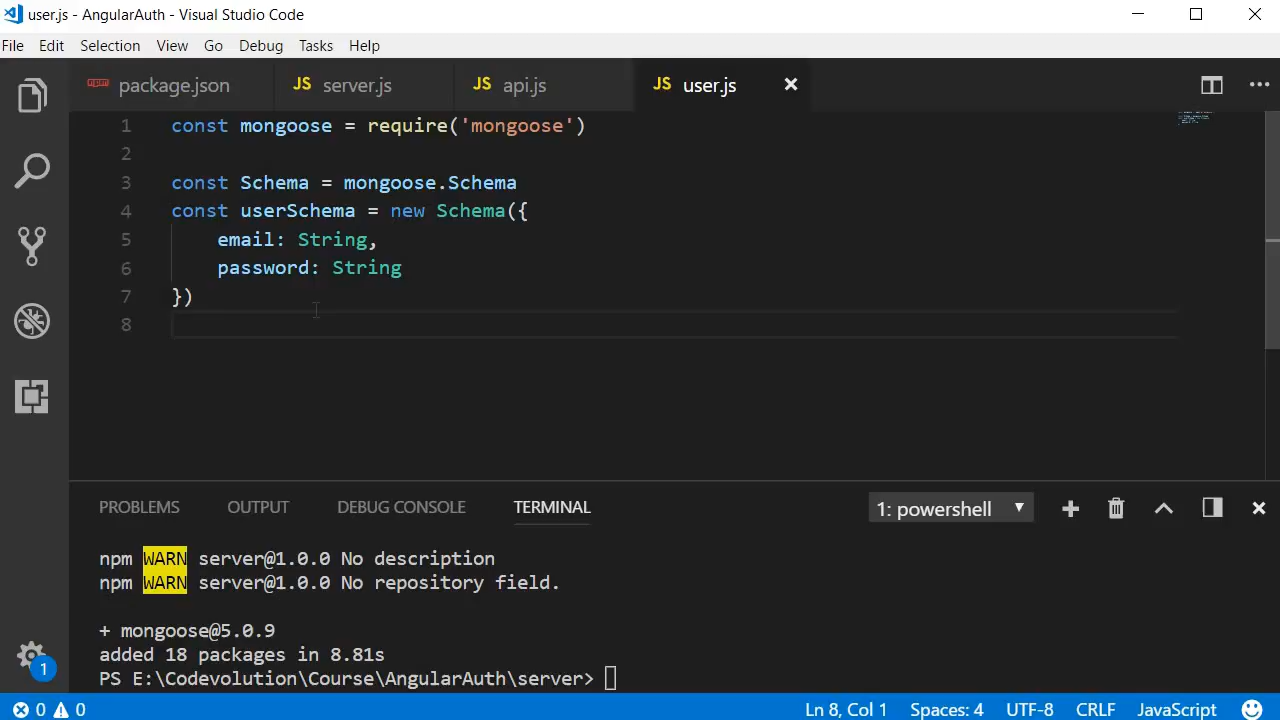 user.js - AngularAuth - Visual Studio Code
File Edit Selection View Go Debug Tasks Help
npm package.json JS server.js JS api.js JS user.js
1 const mongoose = require('mongoose')
2
3 const Schema = mongoose.Schema
4 const userSchema = new Schema({
5 email: String,
6 password: String
7 })
8
PROBLEMS OUTPUT DEBUG CONSOLE TERMINAL 1: powershell
npm WARN server@1.0.0 No description
npm WARN server@1.0.0 No repository field.
+ mongoose@5.0.9
added 18 packages in 8.81s
PS E:\Codevolution\Course\AngularAuth\server>
1
0 0 Ln 8, Col 1 Spaces: 4 UTF-8 CRLF JavaScript